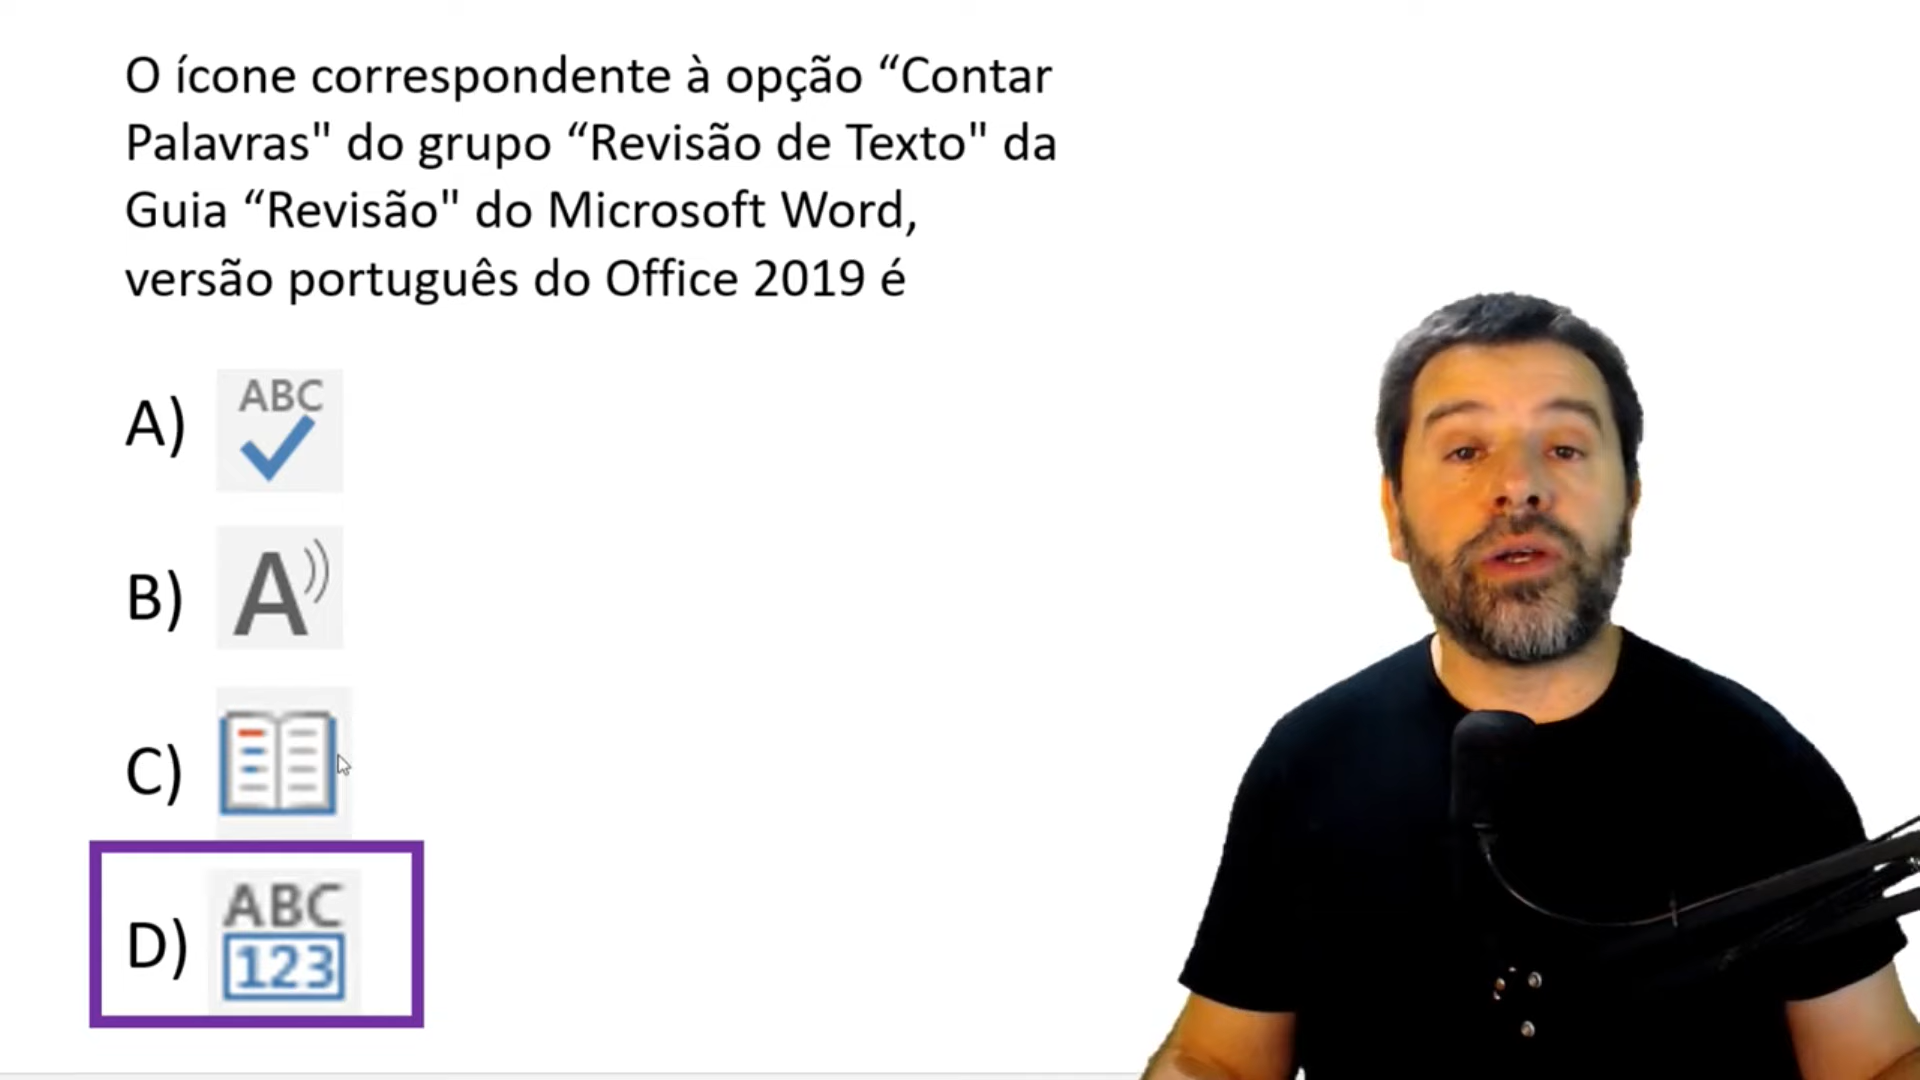 O ícone correspondente à opção “Contar
Palavras" do grupo “Revisão de Texto" da
Guia “Revisão" do Microsoft Word,
versão português do Office 2019 é
A) ABC
B) A
C)
D) ABC
123